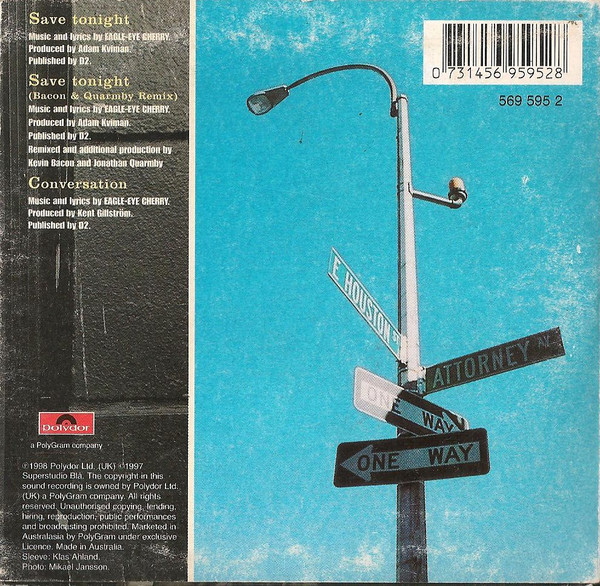 Save tonight
Music and lyrics by EAGLE-EYE CHERRY.
Produced by Adam Kviman.
Published by D2.
Save tonight
(Bacon & Quarmby Remix)
Music and lyrics by EAGLE-EYE CHERRY.
Produced by Adam Kviman.
Published by D2.
Remixed and additional production by
Kevin Bacon and Jonathan Quarmby
Conversation
Music and lyrics by EAGLE-EYE CHERRY.
Produced by Kent Gillström.
Published by D2.
Polydor
a PolyGram company
℗1998 Polydor Ltd. (UK) ©1997
Superstudio Blå. The copyright in this
sound recording is owned by Polydor Ltd.
(UK) a PolyGram company. All rights
reserved. Unauthorised copying, lending,
hiring, reproduction, public performances
and broadcasting prohibited. Marketed in
Australasia by PolyGram under exclusive
Licence. Made in Australia.
Sleeve: Klas Ahland.
Photo: Mikael Jansson.
0 731456 959528
569 595 2
E HOUSTON ST
ATTORNEY
ONE WAY
ONE WAY